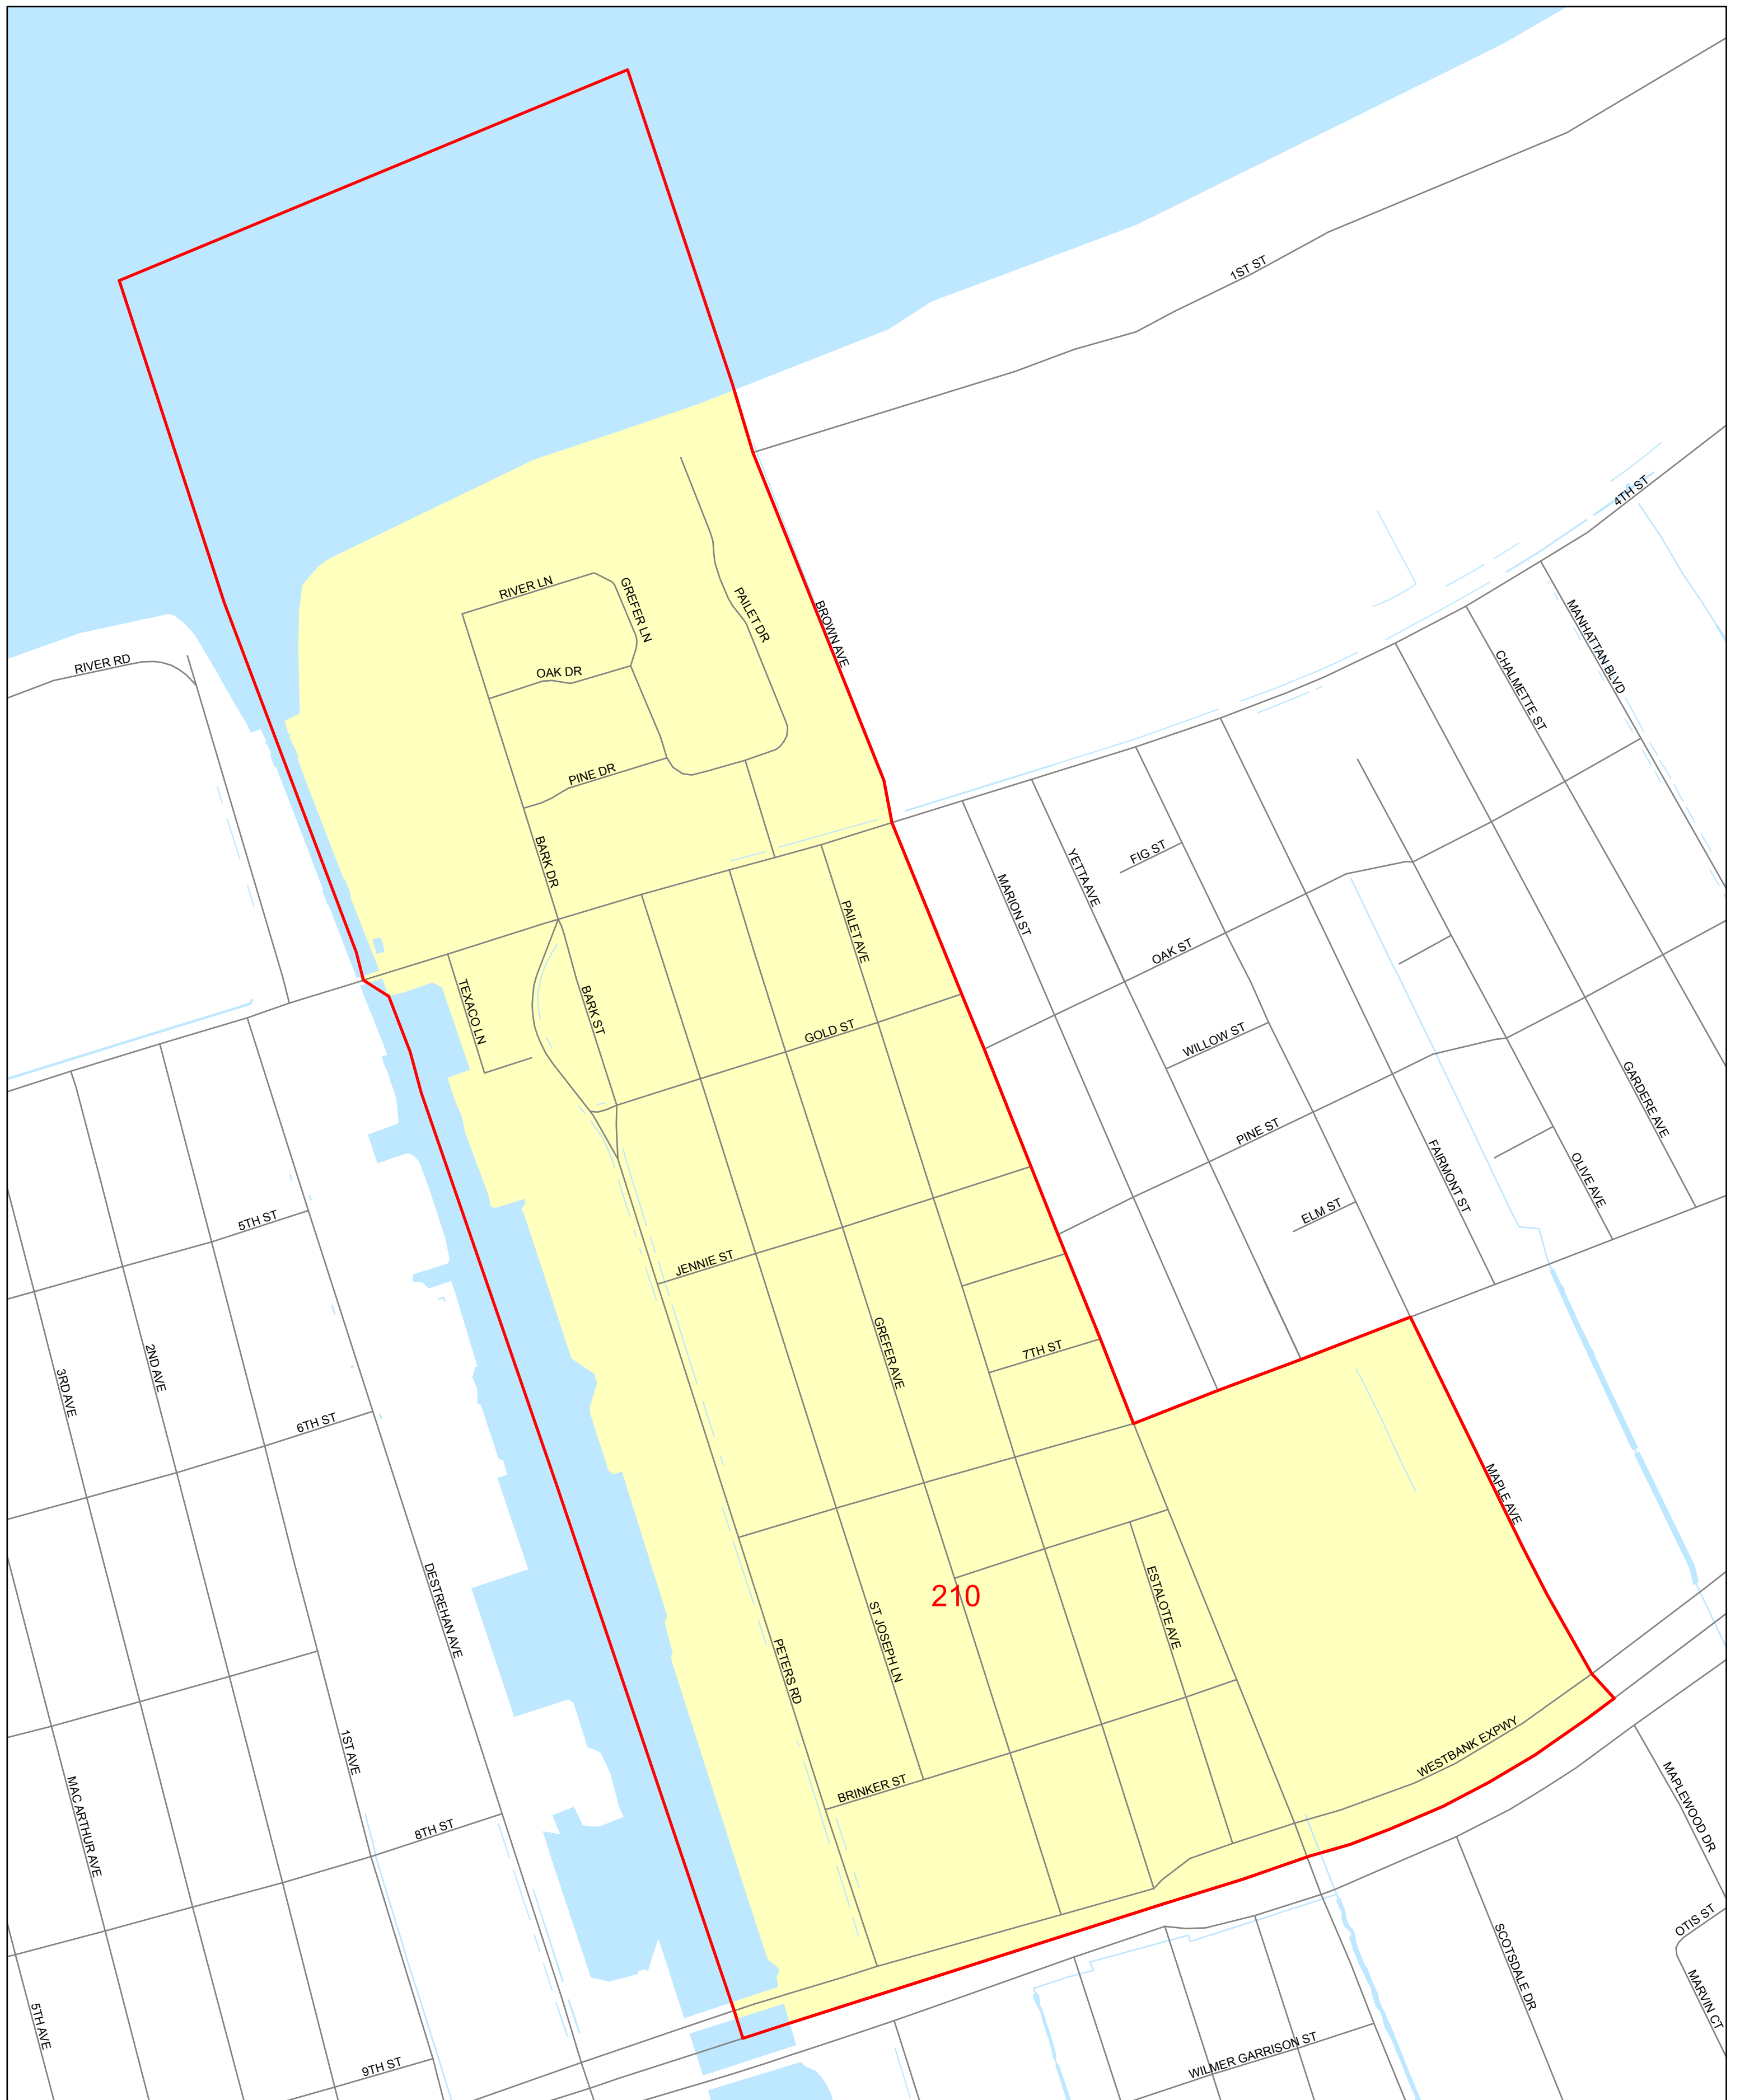 1ST ST
4TH ST
RIVER LN
GREFER LN
PAILET DR
BROWN AVE
MANHATTAN BLVD
RIVER RD
OAK DR
CHALMETTE ST
PINE DR
BARK DR
FIG ST
YETTA AVE
MARION ST
PAILET AVE
OAK ST
TEXACO LN
BARK ST
GOLD ST
WILLOW ST
GARDERE AVE
PINE ST
FAIRMONT ST
OLIVE AVE
5TH ST
ELM ST
JENNIE ST
2ND AVE
3RD AVE
GREFER AVE
7TH ST
6TH ST
MAPLE AVE
DESTREHAN AVE
210
ESTALOTE AVE
ST JOSEPH LN
PETERS RD
1ST AVE
WESTBANK EXPWY
MAC ARTHUR AVE
BRINKER ST
MAPLEWOOD DR
8TH ST
OTIS ST
SCOTSDALE DR
MARVIN CT
5TH AVE
9TH ST
WILMER GARRISON ST